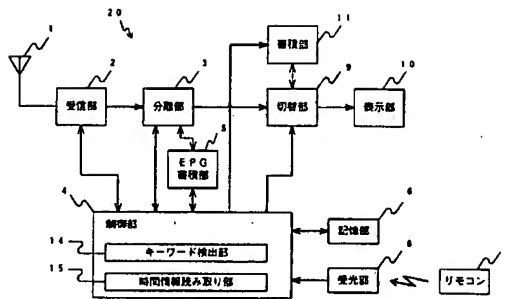 1
20
2
受信部
3
分離部
11
蓄積部
9
切替部
10
表示部
5
EPG
蓄積部
4
制御部
14
キーワード検出部
15
時間情報読み取り部
6
記憶部
受光部
リモコン